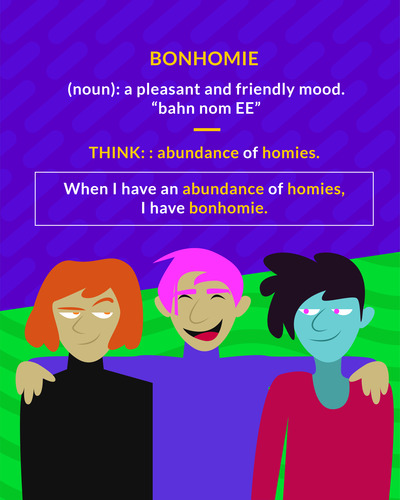 BONHOMIE
(noun): a pleasant and friendly mood.
“bahn nom EE”
THINK: : abundance of homies.
When I have an abundance of homies,
I have bonhomie.